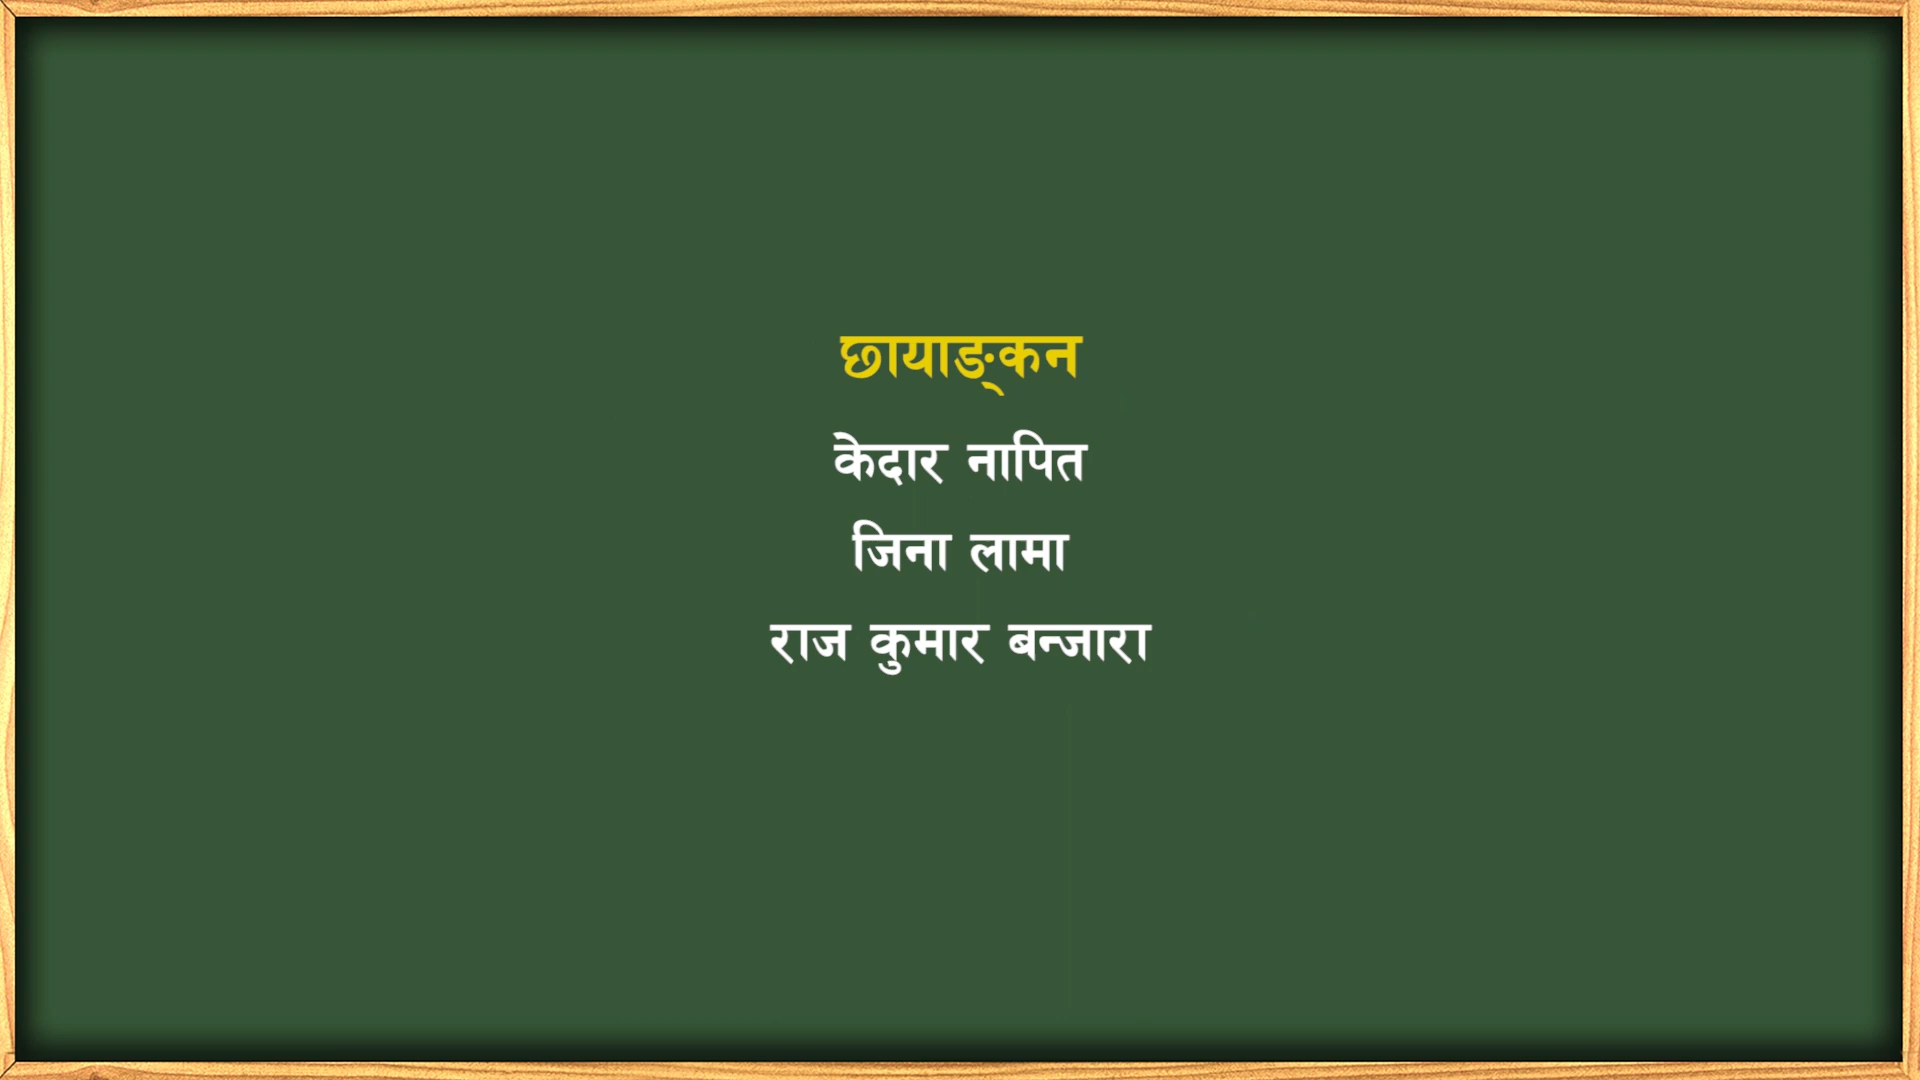 छायाङ्कन
केदार नापित
जिना लामा
राज कुमार बन्जारा